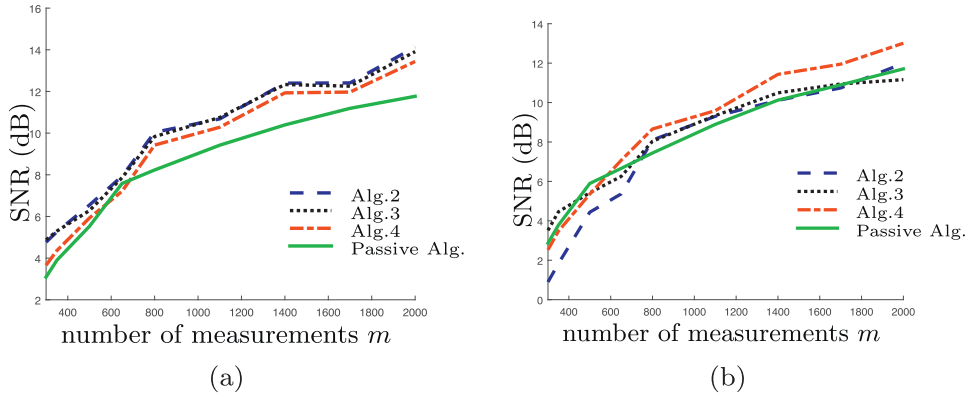 16
14
12
10
8
6
4
2
SNR (dB)
400 600 800 1000 1200 1400 1600 1800 2000
number of measurements m
Alg.2
Alg.3
Alg.4
Passive Alg.
(a)
14
12
10
8
6
4
2
0
SNR (dB)
400 600 800 1000 1200 1400 1600 1800 2000
number of measurements m
Alg.2
Alg.3
Alg.4
Passive Alg.
(b)